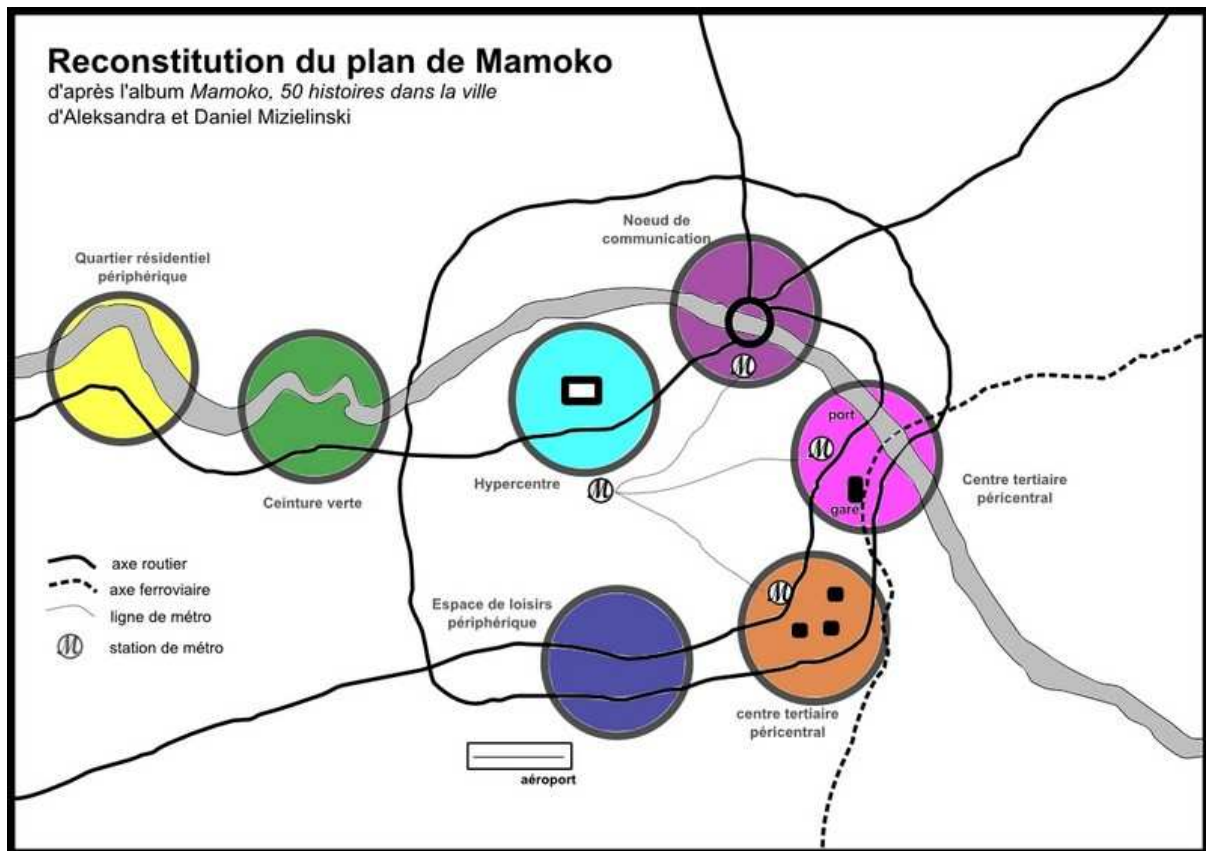 Reconstitution du plan de Mamoko
d'après l'album Mamoko, 50 histoires dans la ville
d'Aleksandra et Daniel Mizielinski
Noeud de
communication
Quartier résidentiel
périphérique
port
M
M
Hypercentre
M
Centre tertiaire
péricentral
gare
Ceinture verte
axe routier
axe ferroviaire
ligne de métro
M station de métro
Espace de loisirs
périphérique
M
centre tertiaire
péricentral
aéroport